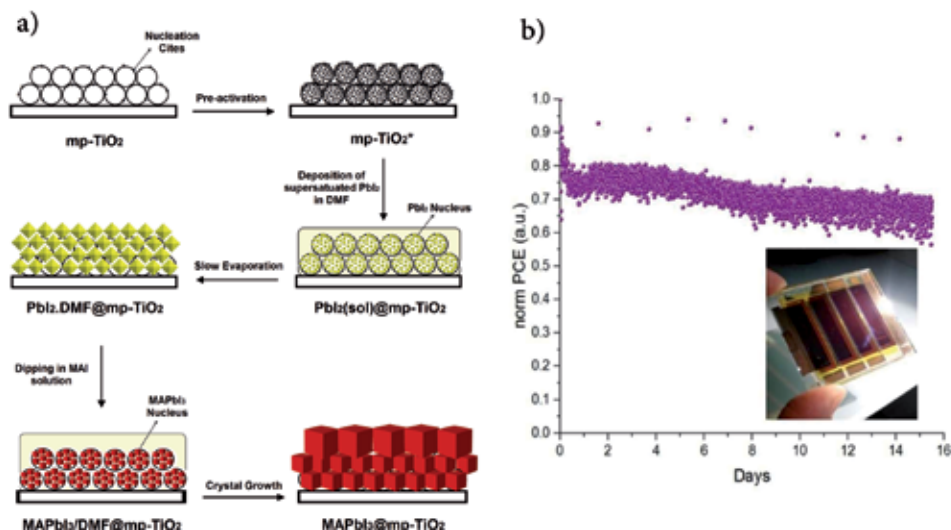 a)
Nucleation
Cites
Pre-activation
mp-TiO₂
mp-TiO₂*
Deposition of
supersatuated PbI₂
in DMF
PbI₂ Nucleus
Slow Evaporation
PbI₂.DMF@mp-TiO₂
PbI₂(sol)@mp-TiO₂
Dipping in MAI
solution
MAPbI₃
Nucleus
Crystal Growth
MAPbI₃/DMF@mp-TiO₂
MAPbI₃@mp-TiO₂
b)
norm PCE (a.u.)
1.0
0.9
0.8
0.7
0.6
0.5
0.4
0.3
0.2
0.1
0.0
0 2 4 6 8 10 12 14 16
Days